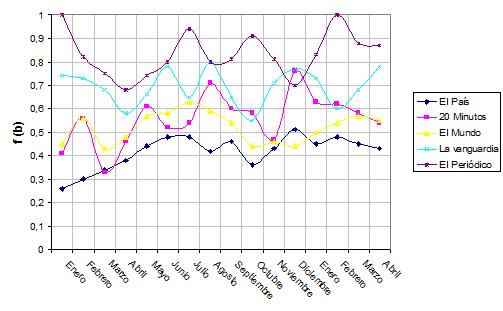 1
0,9
0,8
0,7
0,6
0,5
0,4
0,3
0,2
0,1
0
f (b)
Enero
Febrero
Marzo
Abril
Mayo
Junio
Julio
Agosto
Septiembre
Octubre
Noviembre
Diciembre
Enero
Febrero
Marzo
Abril
El País
20 Minutos
El Mundo
La vanguardia
El Periódico